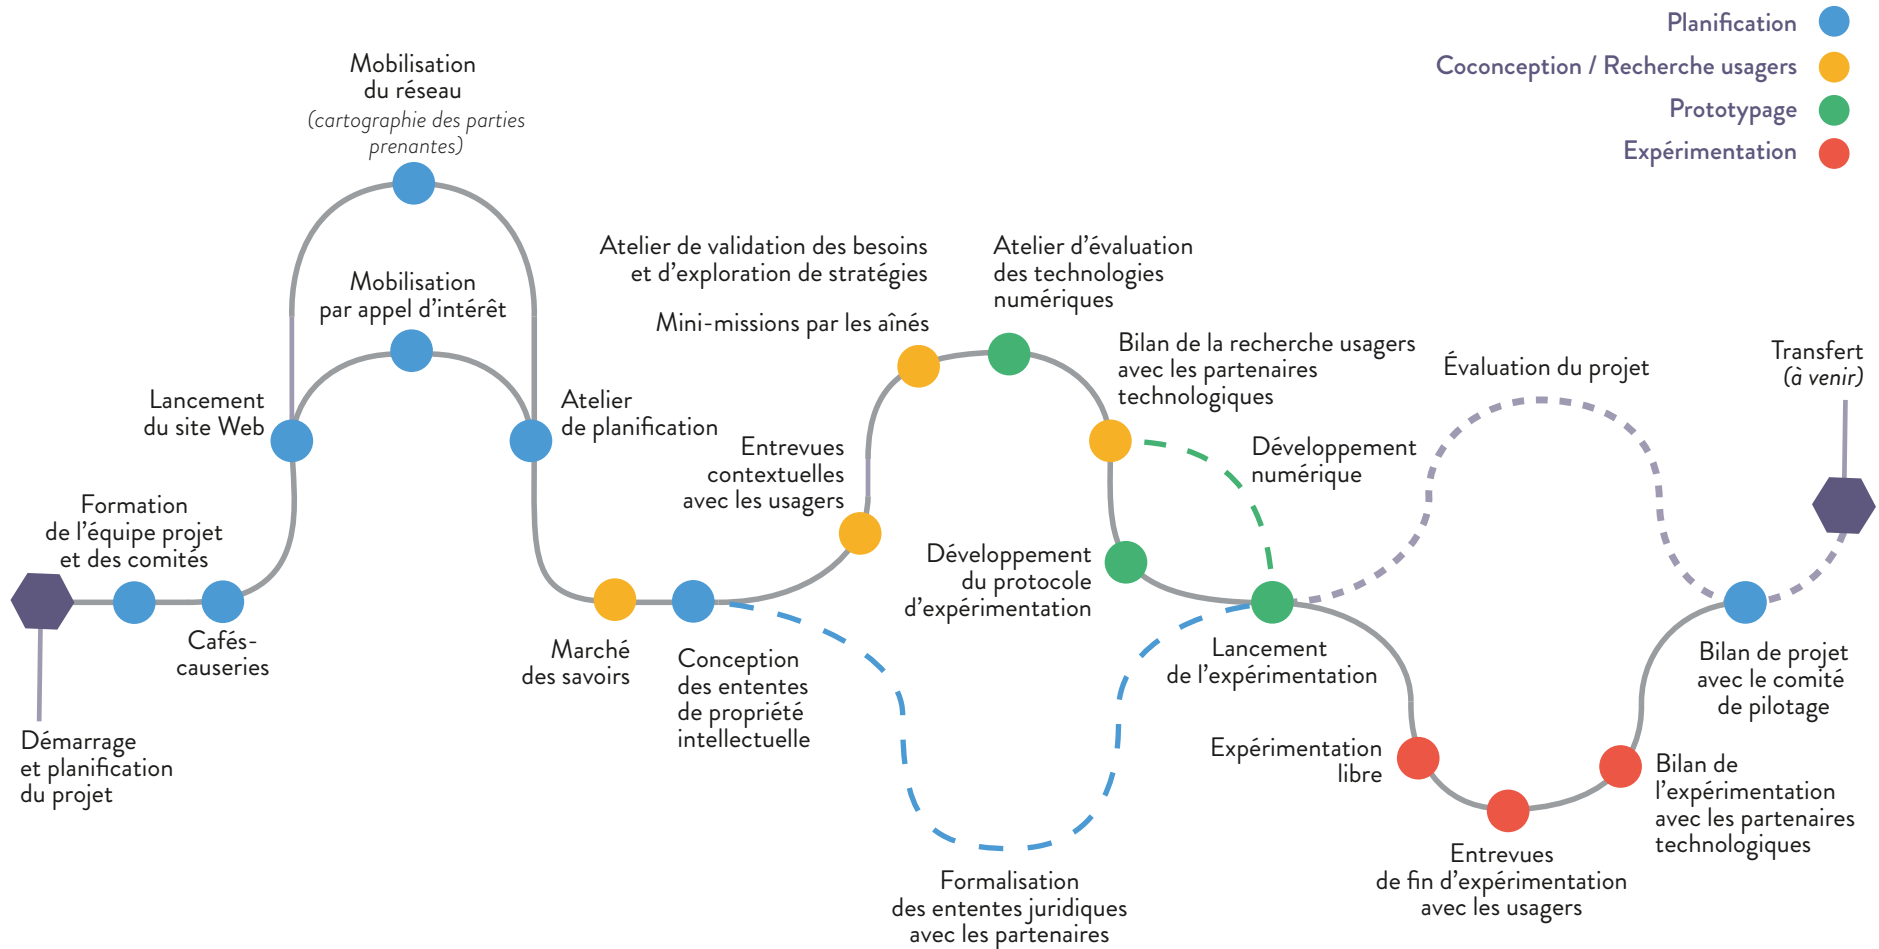 Planification
Coconception / Recherche usagers
Prototypage
Expérimentation
Mobilisation
du réseau
(cartographie des parties
prenantes)
Mobilisation
par appel d'intérêt
Lancement
du site Web
Atelier
de planification
Formation
de l'équipe projet
et des comités
Cafés-
causeries
Démarrage
et planification
du projet
Marché
des savoirs
Conception
des ententes
de propriété
intellectuelle
Entrevues
contextuelles
avec les usagers
Atelier de validation des besoins
et d'exploration de stratégies
Mini-missions par les aînés
Atelier d'évaluation
des technologies
numériques
Bilan de la recherche usagers
avec les partenaires
technologiques
Développement
numérique
Développement
du protocole
d'expérimentation
Formalisation
des ententes juridiques
avec les partenaires
Lancement
de l'expérimentation
Évaluation du projet
Expérimentation
libre
Entrevues
de fin d'expérimentation
avec les usagers
Bilan de
l'expérimentation
avec les partenaires
technologiques
Bilan de projet
avec le comité
de pilotage
Transfert
(à venir)